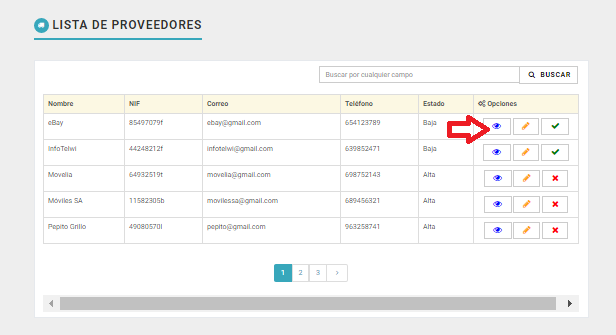 LISTA DE PROVEEDORES
Buscar por cualquier campo BUSCAR
Nombre NIF Correo Teléfono Estado Opciones
eBay 85497079f ebay@gmail.com 654123789 Baja
InfoTelwi 44248212f infotelwi@gmail.com 639852471 Baja
Movelia 64932519t movelia@gmail.com 698752143 Alta
Móviles SA 11582305b movilessa@gmail.com 689456321 Alta
Pepito Grillo 49080570l pepito@gmail.com 963258741 Alta
1 2 3 ›